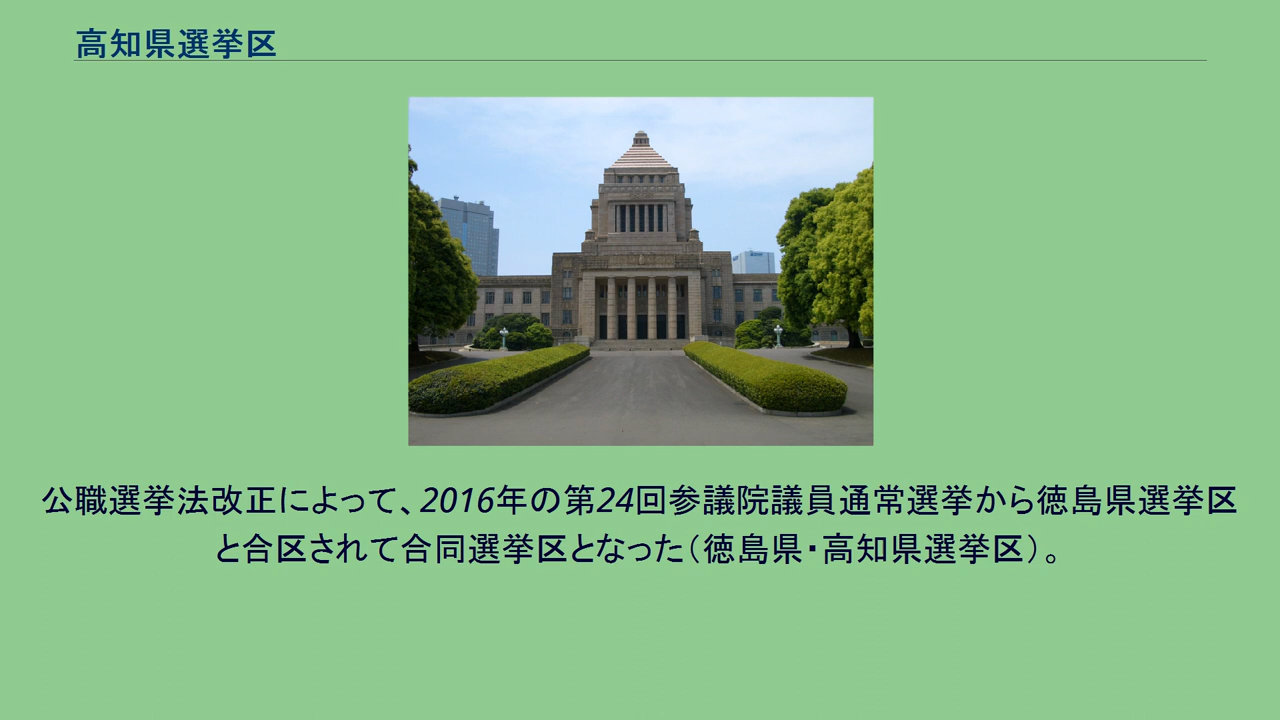 高知県選挙区
公職選挙法改正によって、2016年の第24回参議院議員通常選挙から徳島県選挙区
と合区されて合同選挙区となった（徳島県・高知県選挙区）。